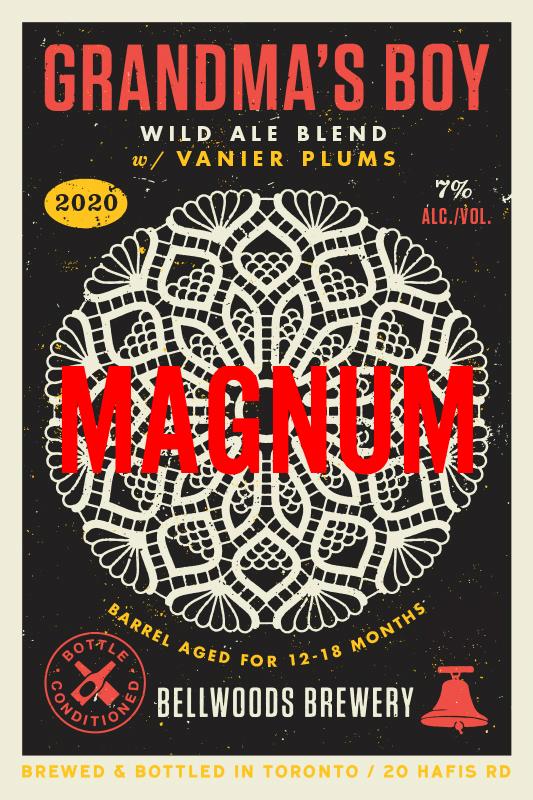 GRANDMA'S BOY
WILD ALE BLEND
w/ VANIER PLUMS
2020
7%
ALC./VOL.
MAGNUM
BARREL AGED FOR 12-18 MONTHS
BOTTLE
CONDITIONED
BELLWOODS BREWERY
BREWED & BOTTLED IN TORONTO / 20 HAFIS RD